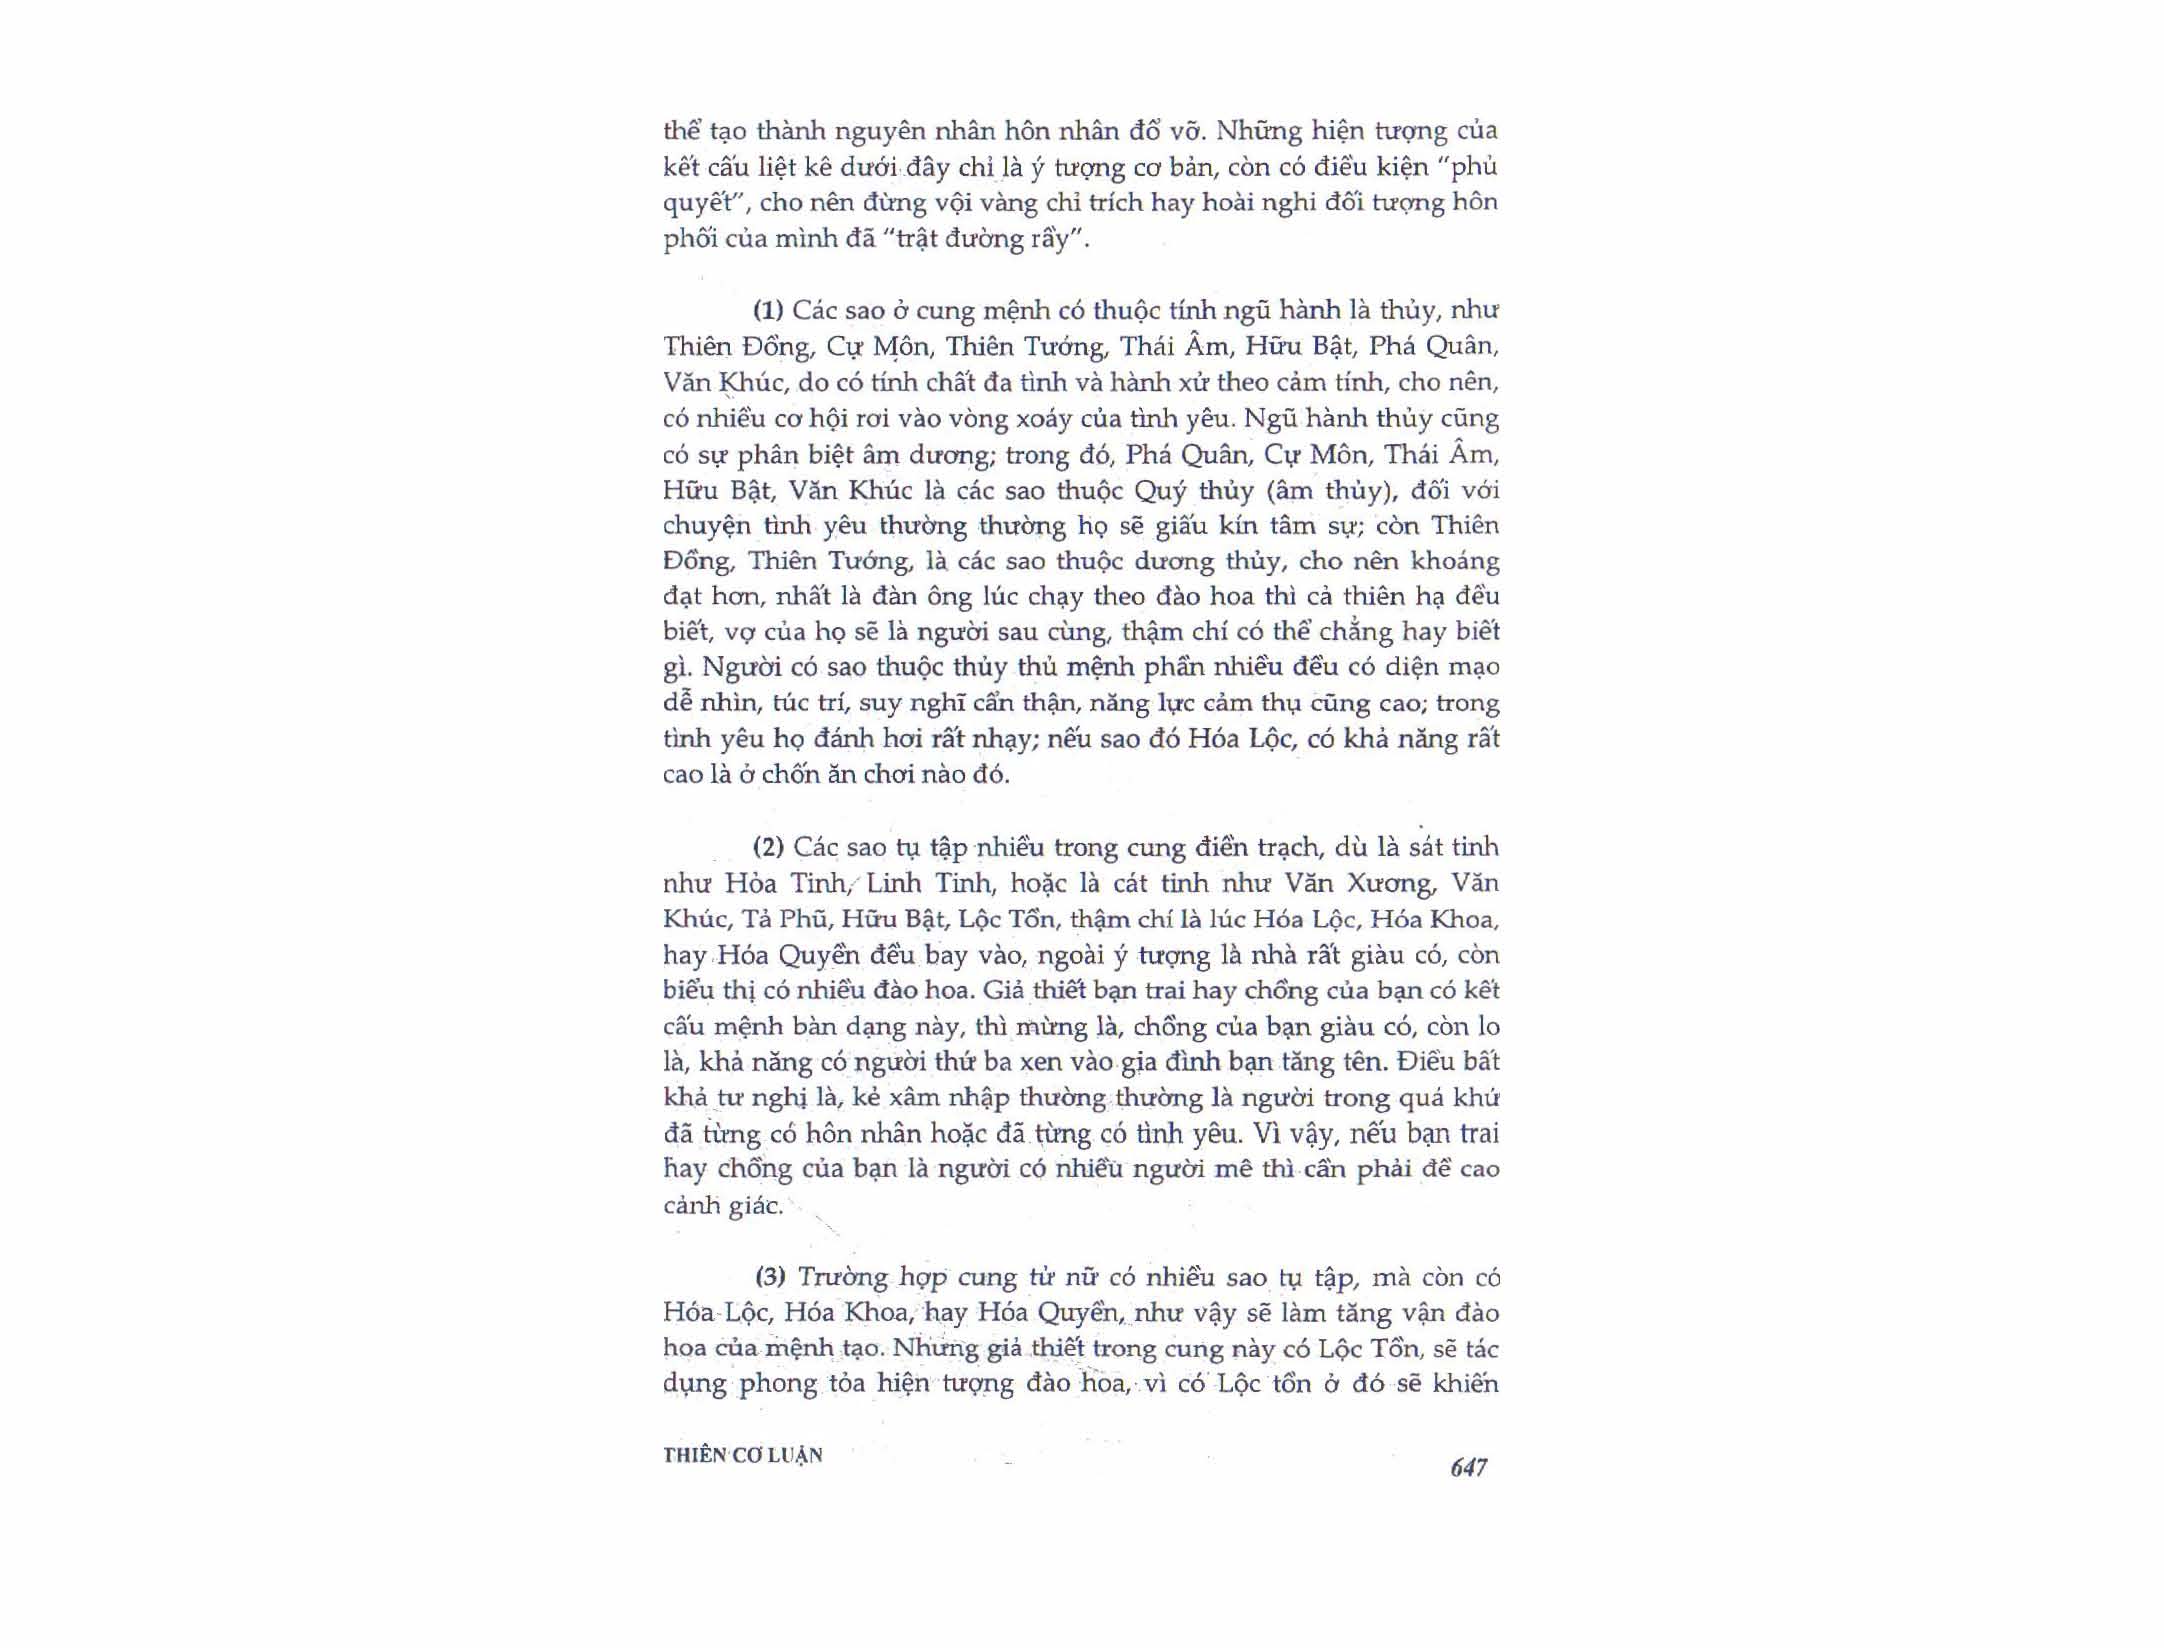 thể tạo thành nguyên nhân hôn nhân đổ vỡ. Những hiện tượng của
kết cấu liệt kê dưới đây chỉ là ý tượng cơ bản, còn có điều kiện "phủ
quyết", cho nên đừng vội vàng chỉ trích hay hoài nghi đối tượng hôn
phối của mình đã "trật đường rầy".
(1) Các sao ở cung mệnh có thuộc tính ngũ hành là thủy, như
Thiên Đồng, Cự Môn, Thiên Tướng, Thái Âm, Hữu Bật, Phá Quân,
Văn Khúc, do có tính chất đa tình và hành xử theo cảm tính, cho nên,
có nhiều cơ hội rơi vào vòng xoáy của tình yêu. Ngũ hành thủy cũng
có sự phân biệt âm dương; trong đó, Phá Quân, Cự Môn, Thái Âm,
Hữu Bật, Văn Khúc là các sao thuộc Quý thủy (âm thủy), đối với
chuyện tình yêu thường thường họ sẽ giấu kín tâm sự; còn Thiên
Đồng, Thiên Tướng, là các sao thuộc dương thủy, cho nên khoáng
đạt hơn, nhất là đàn ông lúc chạy theo đào hoa thì cả thiên hạ đều
biết, vợ của họ sẽ là người sau cùng, thậm chí có thể chẳng hay biết
gì. Người có sao thuộc thủy thủ mệnh phần nhiều đều có diện mạo
dễ nhìn, túc trí, suy nghĩ cẩn thận, năng lực cảm thụ cũng cao; trong
tình yêu họ đánh hơi rất nhạy; nếu sao đó Hóa Lộc, có khả năng rất
cao là ở chốn ăn chơi nào đó.
(2) Các sao tụ tập nhiều trong cung điền trạch, dù là sát tinh
như Hỏa Tinh, Linh Tinh, hoặc là cát tinh như Văn Xương, Văn
Khúc, Tả Phũ, Hữu Bật, Lộc Tồn, thậm chí là lúc Hóa Lộc, Hóa Khoa,
hay Hóa Quyền đều bay vào, ngoài ý tượng là nhà rất giàu có, còn
biểu thị có nhiều đào hoa. Giả thiết bạn trai hay chồng của bạn có kết
cấu mệnh bàn dạng này, thì mừng là, chồng của bạn giàu có, còn lo
là, khả năng có người thứ ba xen vào gia đình bạn tăng tên. Điều bất
khả tư nghị là, kẻ xâm nhập thường thường là người trong quá khứ
đã từng có hôn nhân hoặc đã từng có tình yêu. Vì vậy, nếu bạn trai
hay chồng của bạn là người có nhiều người mê thì cần phải đề cao
cảnh giác.
(3) Trường hợp cung tử nữ có nhiều sao tụ tập, mà còn có
Hóa Lộc, Hóa Khoa, hay Hóa Quyền, như vậy sẽ làm tăng vận đào
hoa của mệnh tạo. Nhưng giả thiết trong cung này có Lộc Tồn, sẽ tác
dụng phong tỏa hiện tượng đào hoa, vì có Lộc tồn ở đó sẽ khiến
THIÊN CƠ LUẬN
647